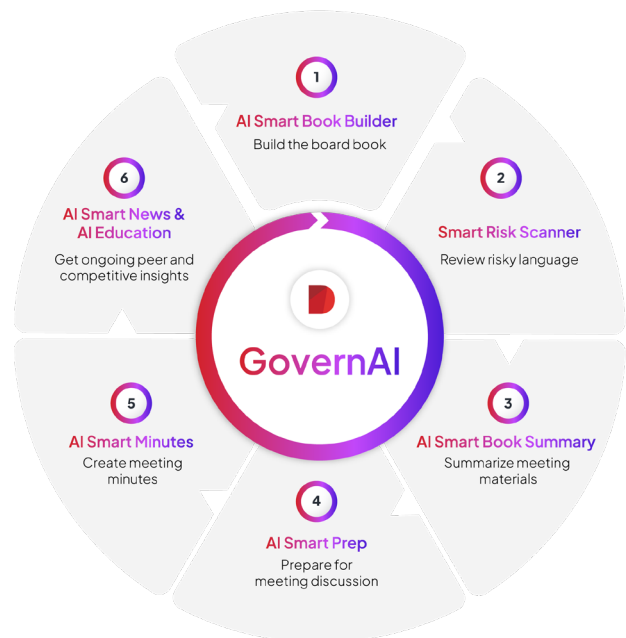 1
AI Smart Book Builder
Build the board book
2
Smart Risk Scanner
Review risky language
3
AI Smart Book Summary
Summarize meeting
materials
4
AI Smart Prep
Prepare for
meeting discussion
5
AI Smart Minutes
Create meeting
minutes
6
AI Smart News &
AI Education
Get ongoing peer and
competitive insights
D
GovernAI